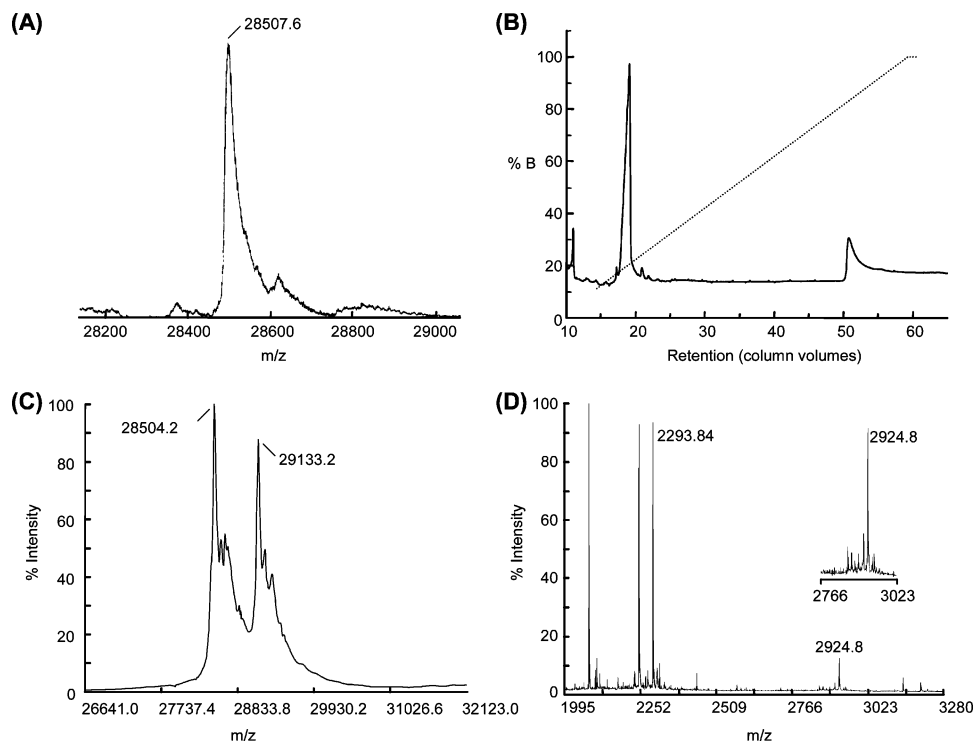 (A)
28507.6
28200 28400 28600 28800 29000
m/z
(B)
100
80
60
% B
40
20
0
10 20 30 40 50 60
Retention (column volumes)
(C)
100
28504.2
29133.2
80
60
% Intensity
40
20
0
26641.0 27737.4 28833.8 29930.2 31026.6 32123.0
m/z
(D)
100
2293.84
2924.8
80
60
% Intensity
2766 3023
40
20
2924.8
0
1995 2252 2509 2766 3023 3280
m/z